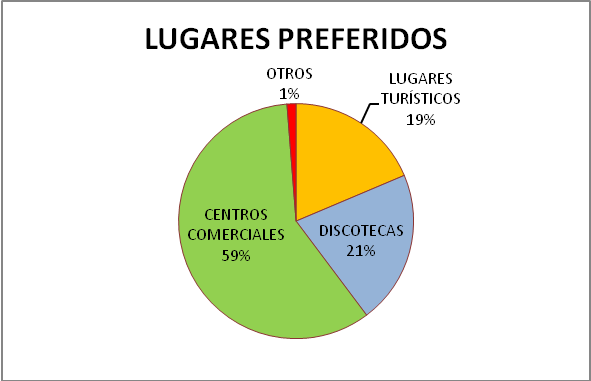 LUGARES PREFERIDOS
OTROS
1%
LUGARES
TURÍSTICOS
19%
CENTROS
COMERCIALES
59%
DISCOTECAS
21%